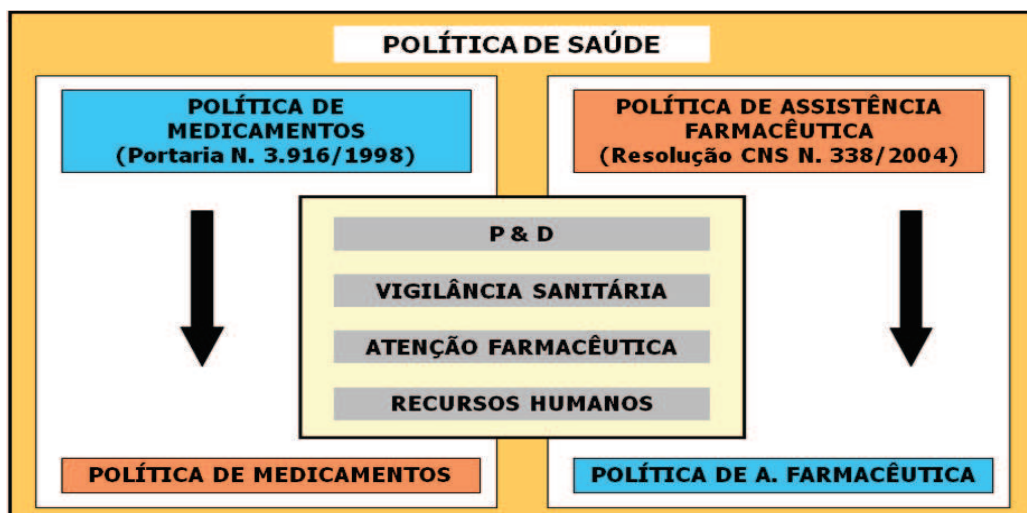 POLÍTICA DE SAÚDE
POLÍTICA DE
MEDICAMENTOS
(Portaria N. 3.916/1998)
POLÍTICA DE ASSISTÊNCIA
FARMACÊUTICA
(Resolução CNS N. 338/2004)
P & D
VIGILÂNCIA SANITÁRIA
ATENÇÃO FARMACÊUTICA
RECURSOS HUMANOS
POLÍTICA DE MEDICAMENTOS
POLÍTICA DE A. FARMACÊUTICA